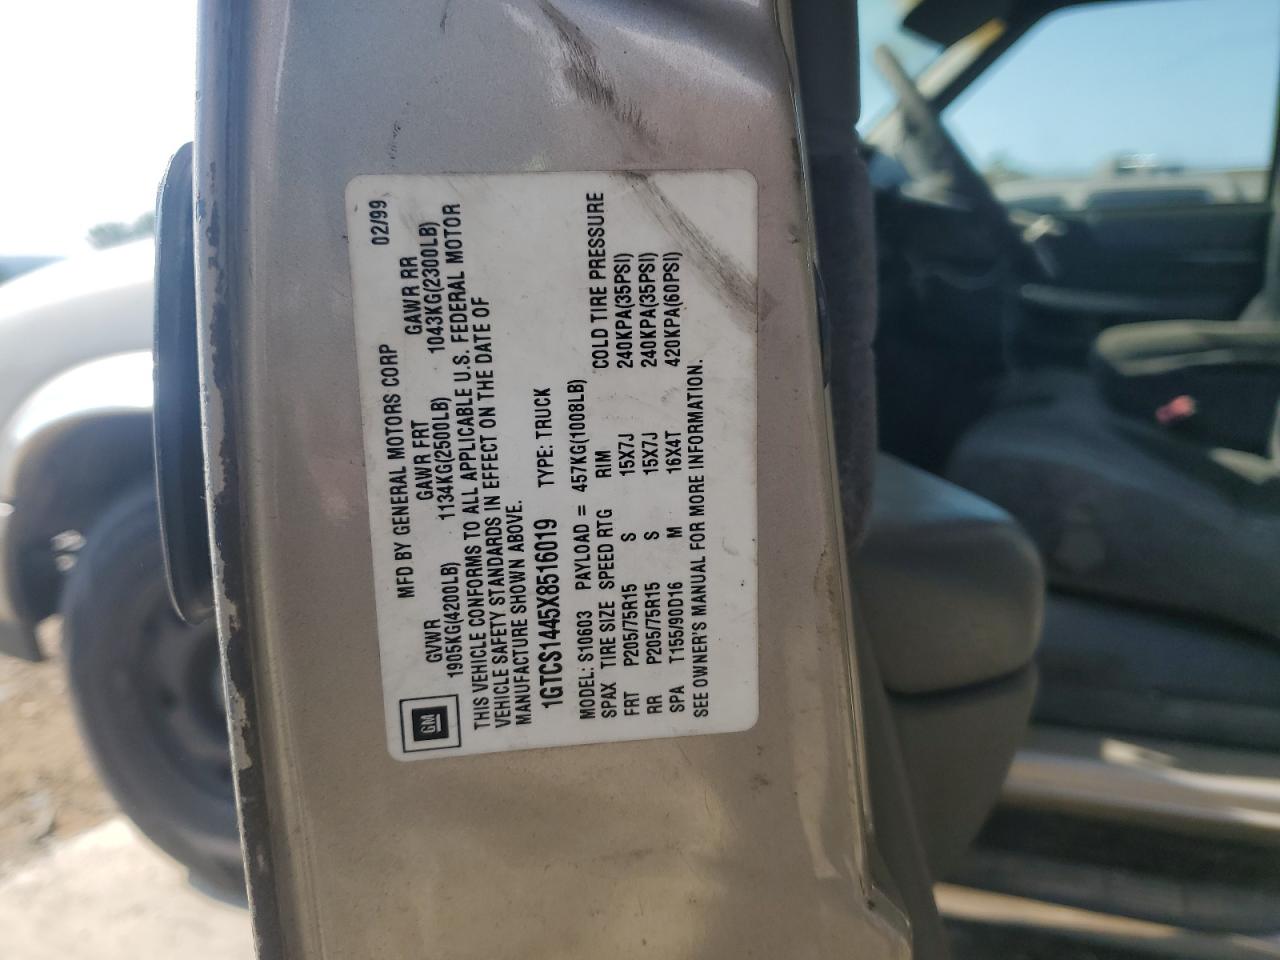 MFD BY GENERAL MOTORS CORP 02/99
GVWR GAWR FRT GAWR RR
1905KG(4200LB) 1134KG(2500LB) 1043KG(2300LB)
THIS VEHICLE CONFORMS TO ALL APPLICABLE U.S. FEDERAL MOTOR
VEHICLE SAFETY STANDARDS IN EFFECT ON THE DATE OF
MANUFACTURE SHOWN ABOVE.
1GTCS1445X8516019 TYPE: TRUCK
MODEL: S10603 PAYLOAD = 457KG(1008LB)
SPAX TIRE SIZE SPEED RTG RIM COLD TIRE PRESSURE
FRT P205/75R15 S 15X7J 240KPA(35PSI)
RR P205/75R15 S 15X7J 240KPA(35PSI)
SPA T155/90D16 M 16X4T 420KPA(60PSI)
SEE OWNER'S MANUAL FOR MORE INFORMATION.
GM